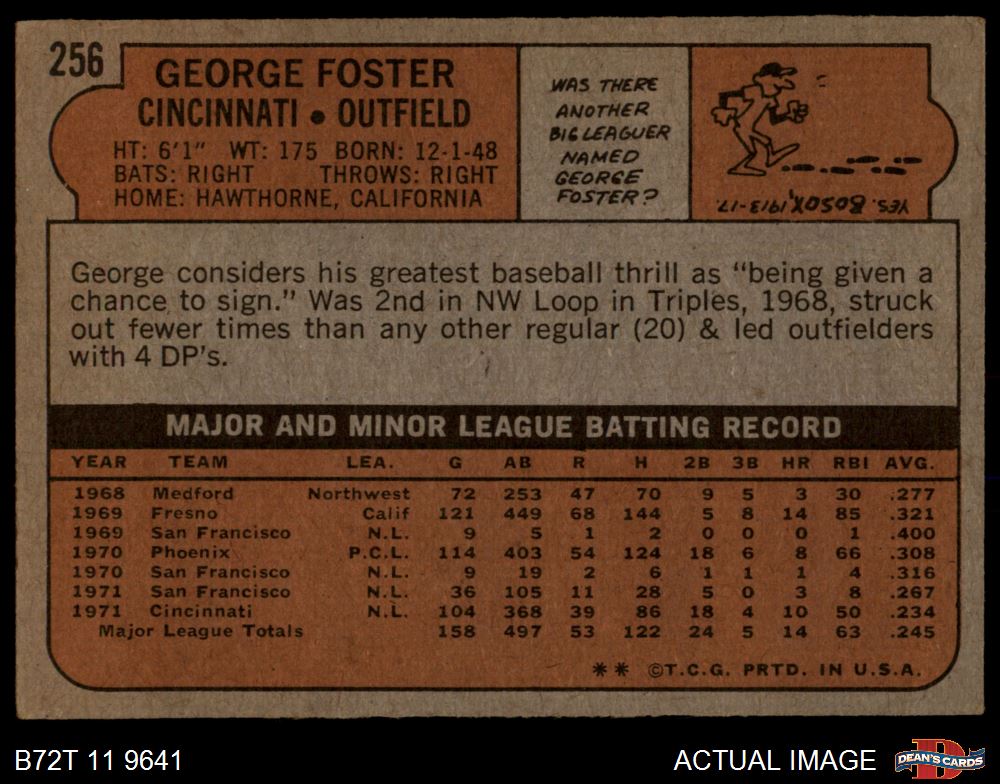 256
GEORGE FOSTER
CINCINNATI • OUTFIELD
HT: 6'1" WT: 175 BORN: 12-1-48
BATS: RIGHT THROWS: RIGHT
HOME: HAWTHORNE, CALIFORNIA
WAS THERE
ANOTHER
BIG LEAGUER
NAMED
GEORGE
FOSTER?
YES. BOSOX, 1913-17.
George considers his greatest baseball thrill as "being given a
chance to sign." Was 2nd in NW Loop in Triples, 1968, struck
out fewer times than any other regular (20) & led outfielders
with 4 DP's.
MAJOR AND MINOR LEAGUE BATTING RECORD
YEAR TEAM LEA. G AB R H 2B 3B HR RBI AVG.
1968 Medford Northwest 72 253 47 70 9 5 3 30 .277
1969 Fresno Calif 121 449 68 144 5 8 14 85 .321
1969 San Francisco N.L. 9 5 1 2 0 0 0 1 .400
1970 Phoenix P.C.L. 114 403 54 124 18 6 8 66 .308
1970 San Francisco N.L. 9 19 2 6 1 1 1 4 .316
1971 San Francisco N.L. 36 105 11 28 5 0 3 8 .267
1971 Cincinnati N.L. 104 368 39 86 18 4 10 50 .234
Major League Totals 158 497 53 122 24 5 14 63 .245
** ©T.C.G. PRTD. IN U.S.A.
B72T 11 9641
ACTUAL IMAGE
DEAN'S CARDS